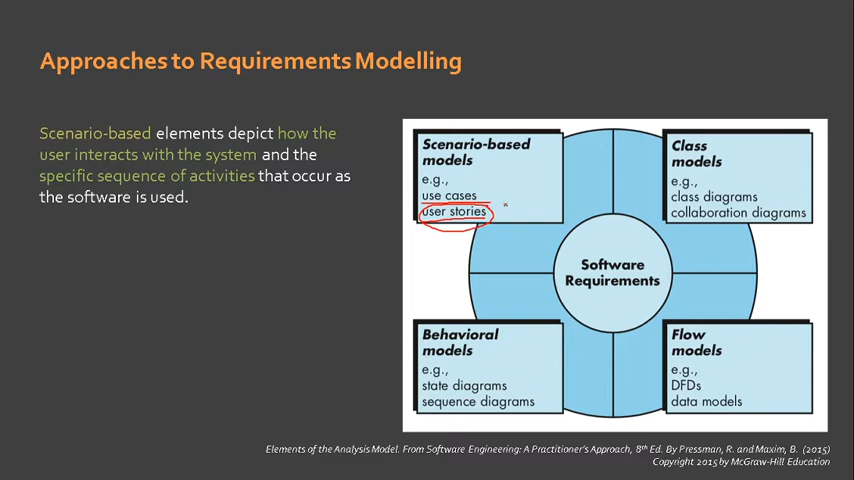 Approaches to Requirements Modelling
Scenario-based elements depict how the
user interacts with the system and the
specific sequence of activities that occur as
the software is used.
Scenario-based
models
e.g.,
use cases
user stories
Class
models
e.g.,
class diagrams
collaboration diagrams
Software
Requirements
Behavioral
models
e.g.,
state diagrams
sequence diagrams
Flow
models
e.g.,
DFDs
data models
Elements of the Analysis Model. From Software Engineering: A Practitioner's Approach, 8th Ed. By Pressman, R. and Maxim, B. (2015)
Copyright 2015 by McGraw-Hill Education